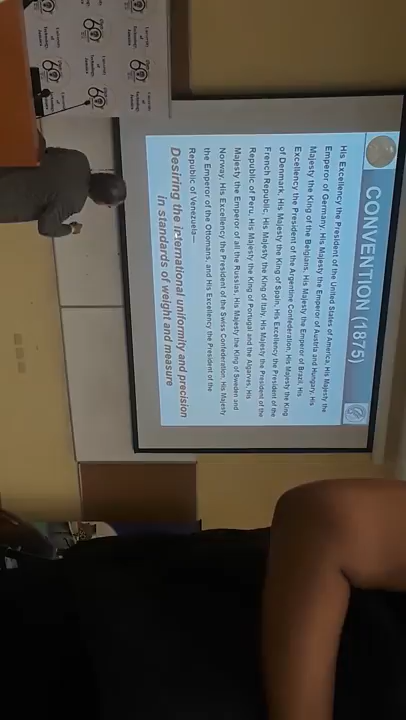 CONVENTION (1875)
His Excellency the President of the United States of America, His Majesty the
Emperor of Germany, His Majesty the Emperor of Austria and Hungary, His
Majesty the King of the Belgians, His Majesty the Emperor of Brazil, His
Excellency the President of the Argentine Confederation, His Majesty the King
of Denmark, His Majesty the King of Spain, His Excellency the President of the
French Republic, His Majesty the King of Italy, His Majesty the President of the
Republic of Peru, His Majesty the King of Portugal and the Algarves, His
Majesty the Emperor of all the Russias, His Majesty the King of Sweden and
Norway, His Excellency the President of the Swiss Confederation, His Majesty
the Emperor of the Ottomans, and His Excellency the President of the
Republic of Venezuela—
Desiring the international uniformity and precision
in standards of weight and measure